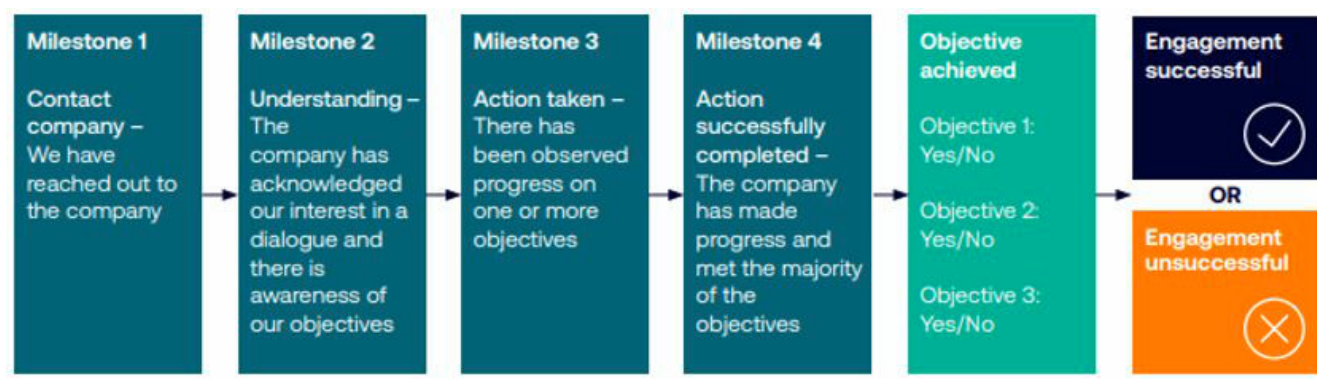 Milestone 1
Contact
company –
We have
reached out to
the company
Milestone 2
Understanding –
The
company has
acknowledged
our interest in a
dialogue and
there is
awareness of
our objectives
Milestone 3
Action taken –
There has
been observed
progress on
one or more
objectives
Milestone 4
Action
successfully
completed –
The company
has made
progress and
met the majority
of the
objectives
Objective
achieved
Objective 1:
Yes/No
Objective 2:
Yes/No
Objective 3:
Yes/No
Engagement
successful
OR
Engagement
unsuccessful